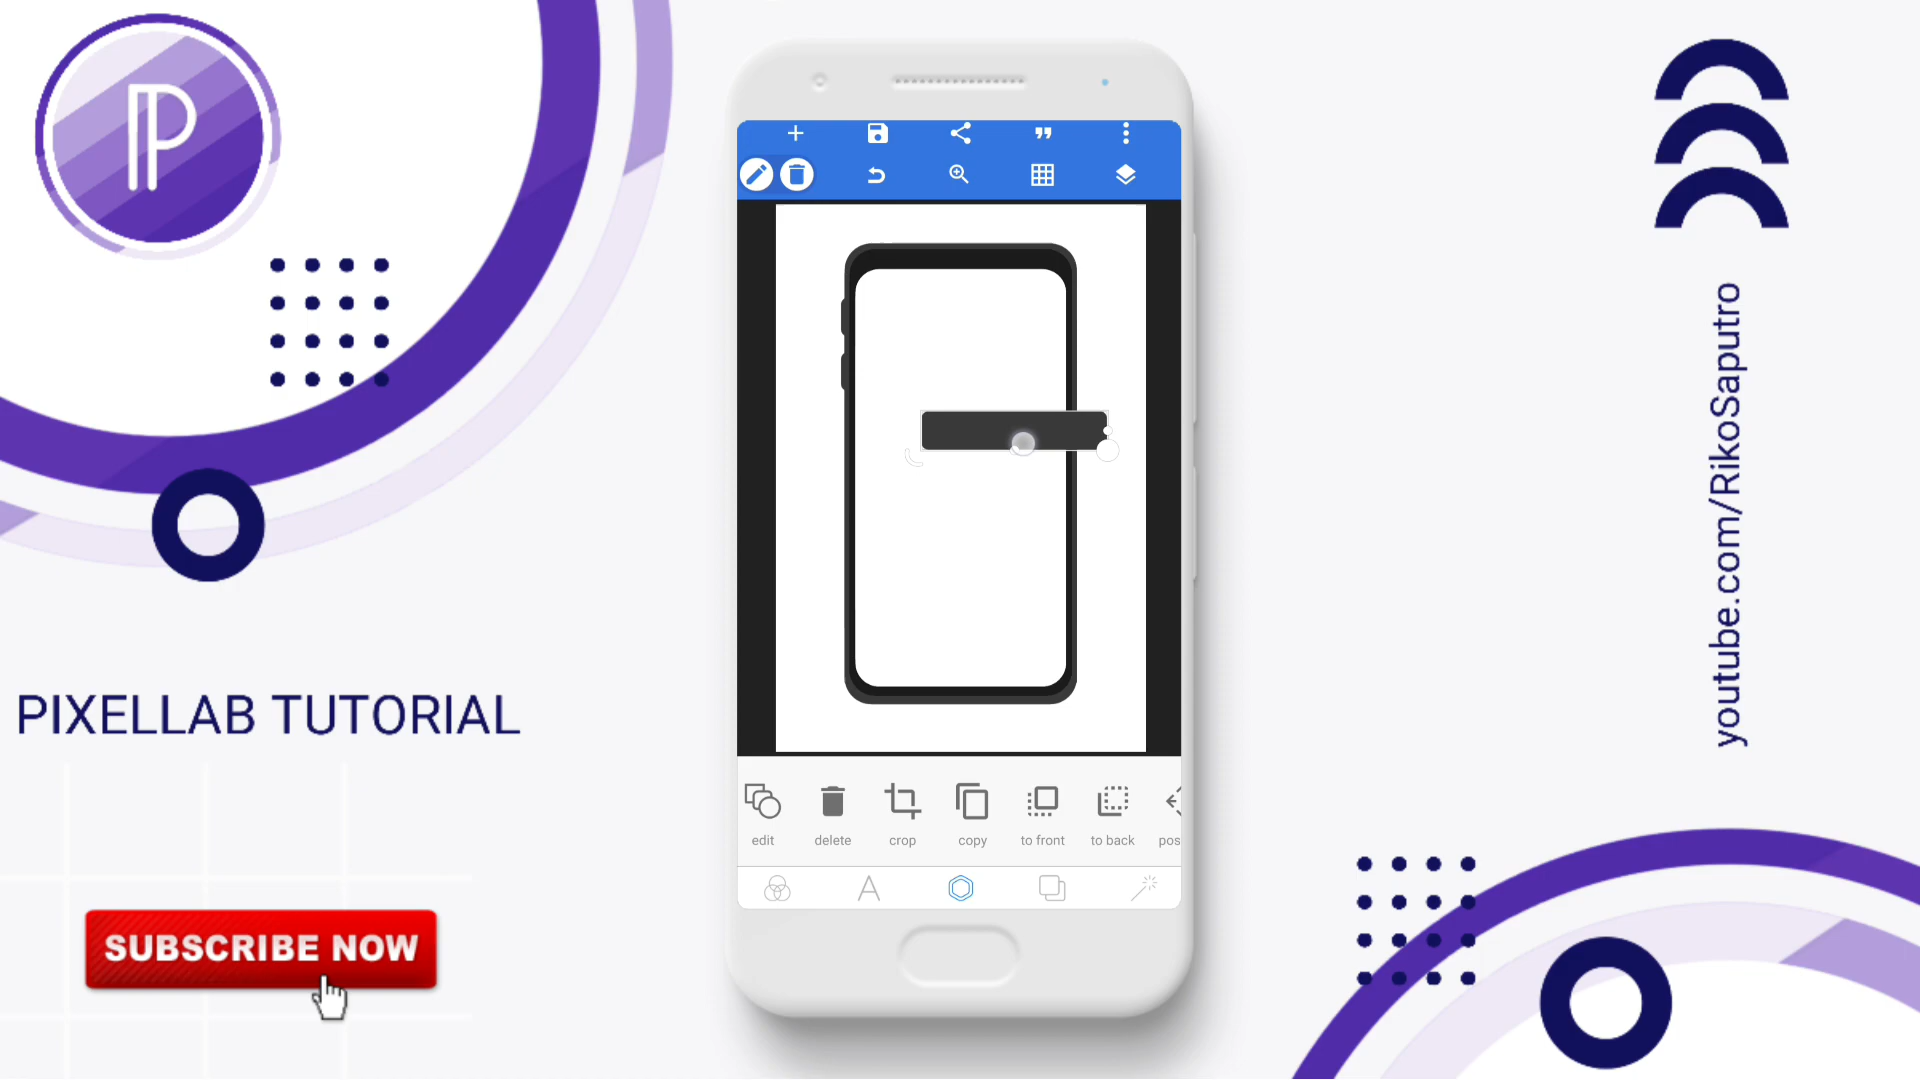 youtube.com/RikoSaputro
PIXELLAB TUTORIAL
edit
delete
crop
copy
to front
to back
pos
SUBSCRIBE NOW